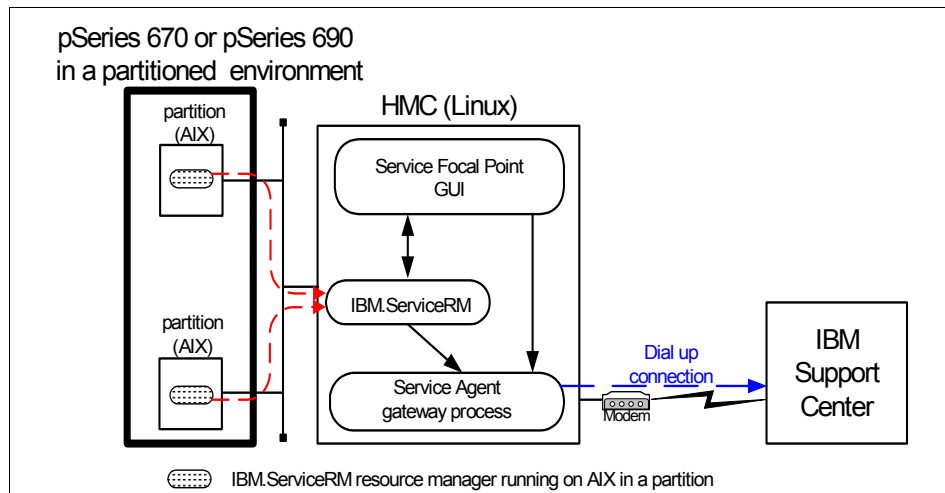 pSeries 670 or pSeries 690
in a partitioned environment
partition
(AIX)
HMC (Linux)
Service Focal Point
GUI
IBM.ServiceRM
partition
(AIX)
Service Agent
gateway process
Dial up
connection
Modem
IBM
Support
Center
IBM.ServiceRM resource manager running on AIX in a partition